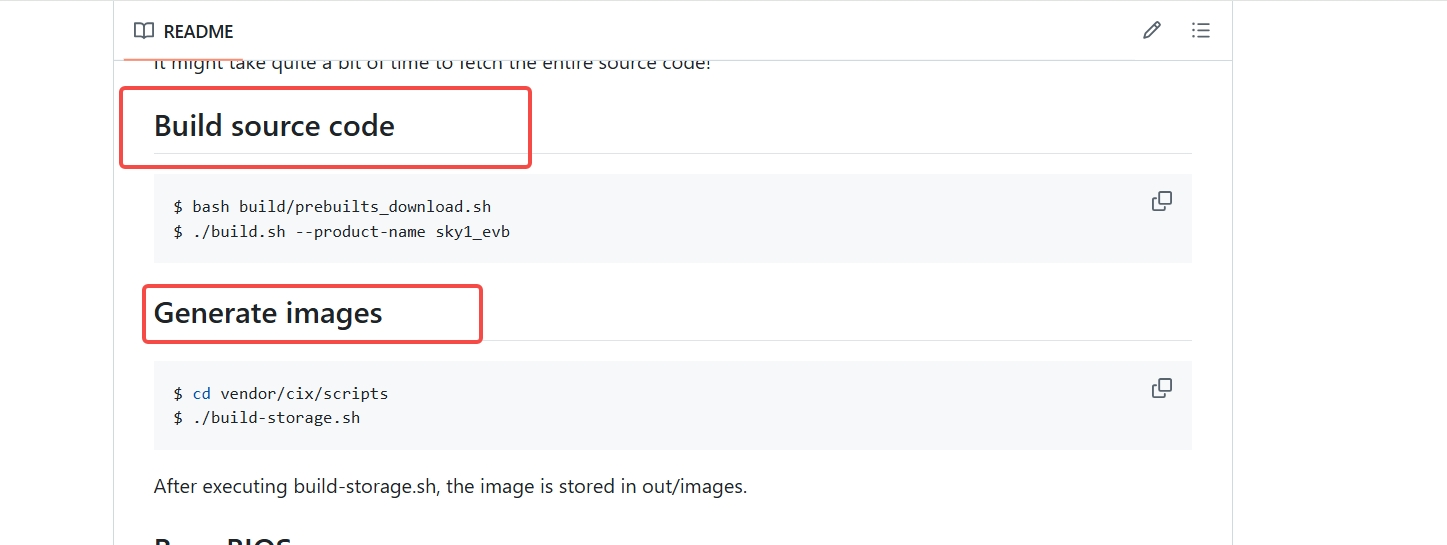 README
It might take quite a bit of time to fetch the entire source code!
Build source code
$ bash build/prebuilts_download.sh
$ ./build.sh --product-name sky1_evb
Generate images
$ cd vendor/cix/scripts
$ ./build-storage.sh
After executing build-storage.sh, the image is stored in out/images.
BIOS